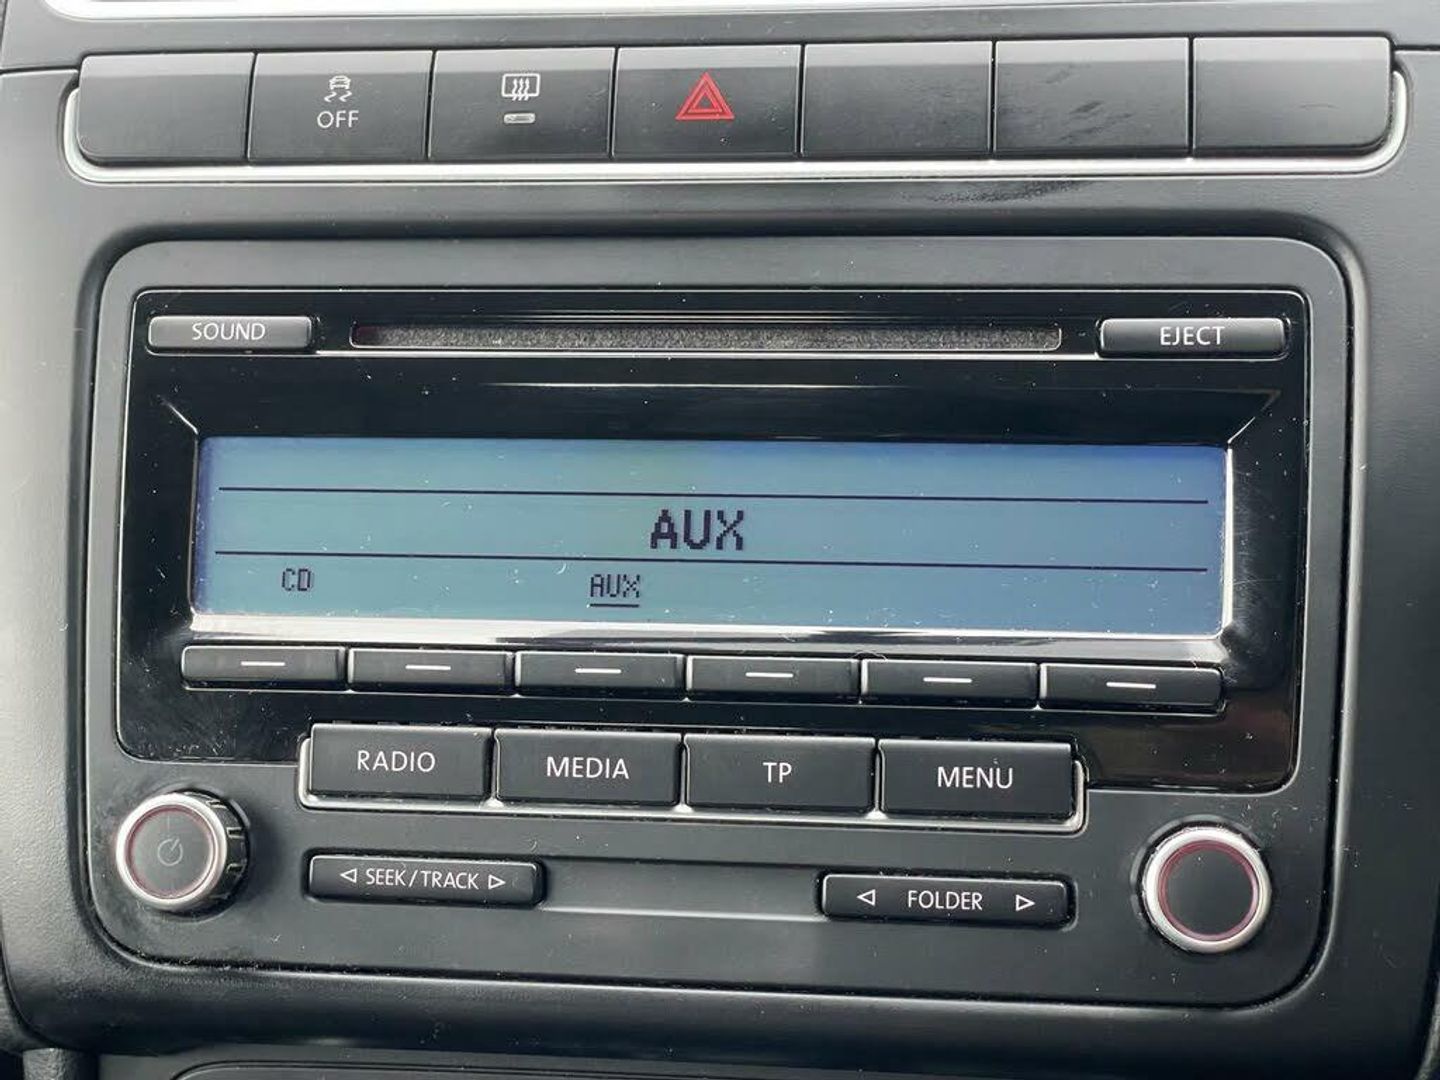 OFF
SOUND EJECT
AUX
CD AUX
RADIO MEDIA TP MENU
SEEK/TRACK FOLDER